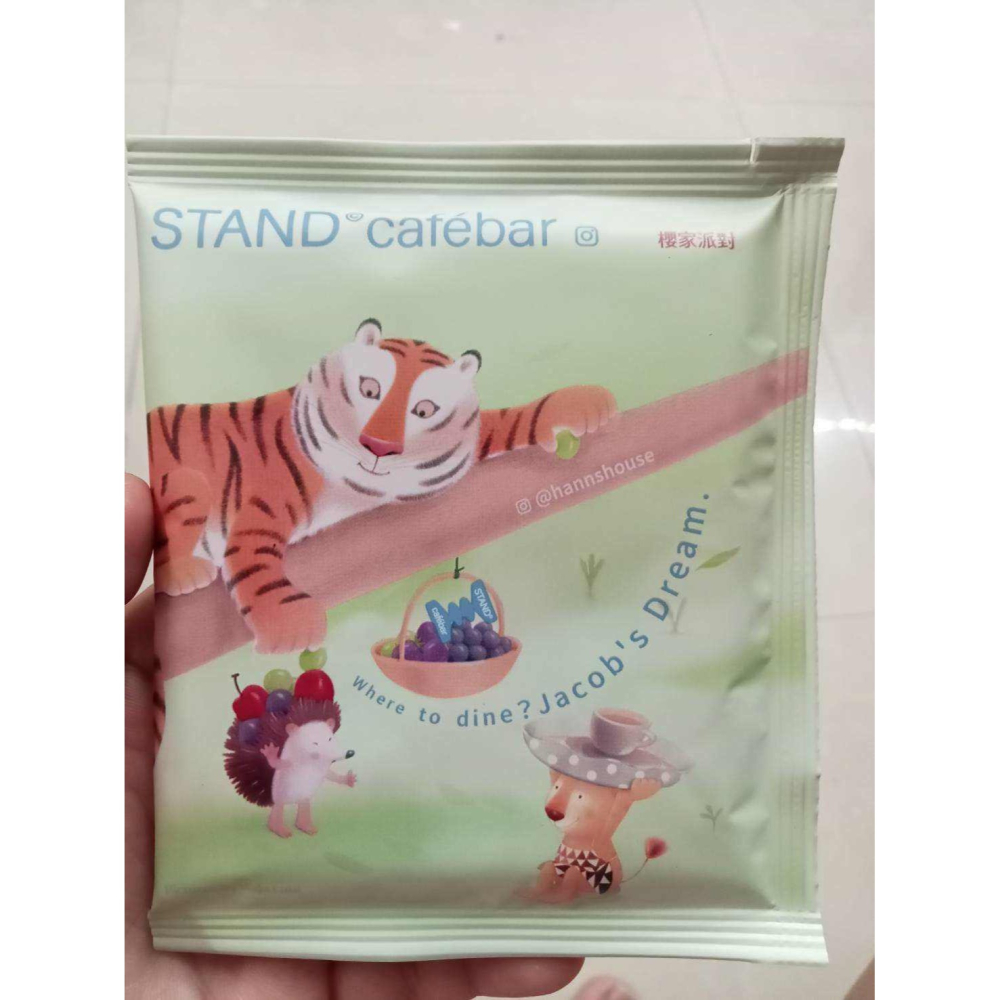 STAND® cafébar
櫻家派對
@hannshouse
STAND®
cafébar
Where to dine? Jacob's Dream.